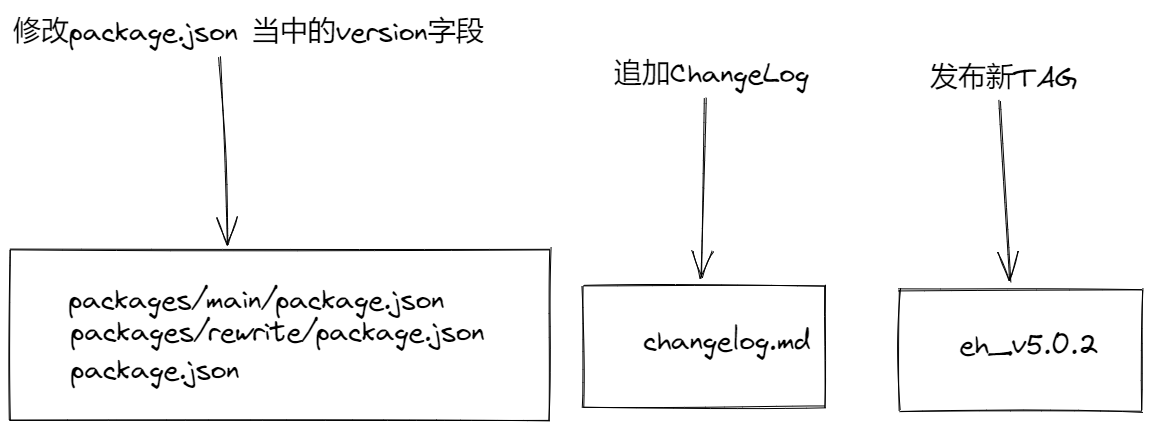 修改package.json 当中的version字段
追加ChangeLog
发布新TAG
packages/main/package.json
packages/rewrite/package.json
package.json
changelog.md
eh_v5.0.2